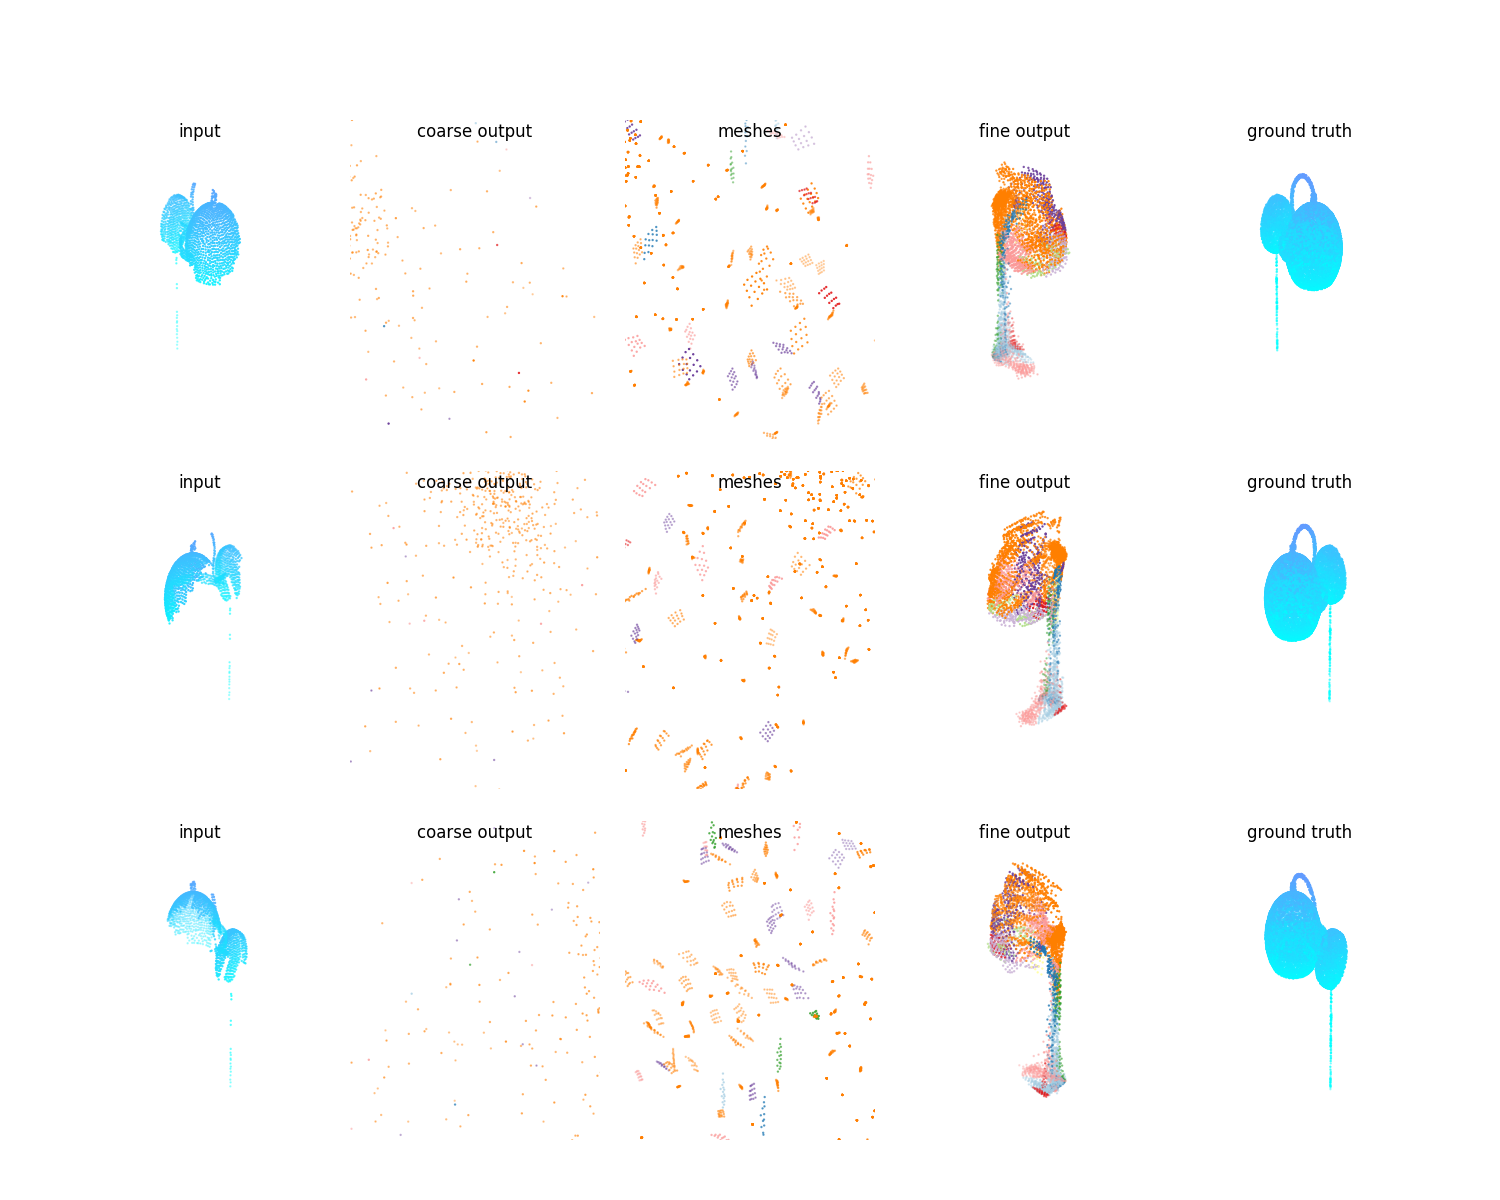 input
coarse output
meshes
fine output
ground truth
input
coarse output
meshes
fine output
ground truth
input
coarse output
meshes
fine output
ground truth